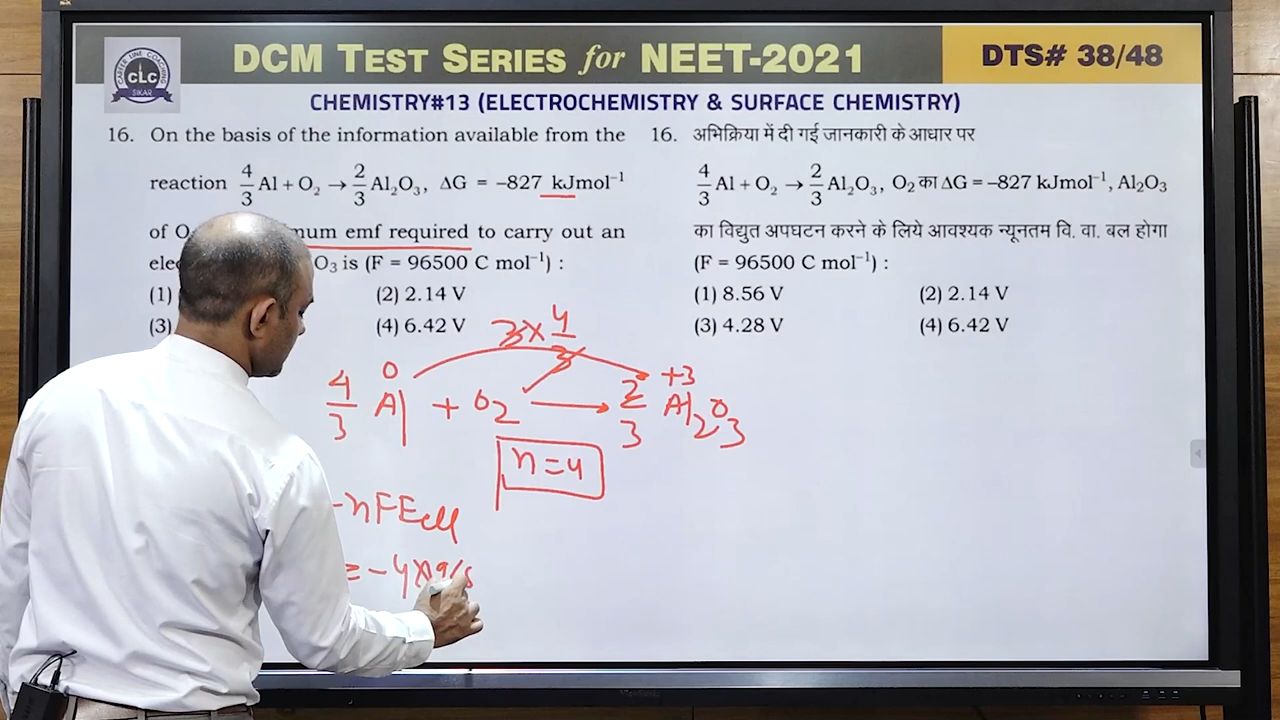 DCM TEST SERIES for NEET-2021
DTS# 38/48
CAREER LINE COACHING
CLC
SIKAR
CHEMISTRY#13 (ELECTROCHEMISTRY & SURFACE CHEMISTRY)
16. On the basis of the information available from the
reaction 4/3 Al + O₂ → 2/3 Al₂O₃, ΔG = –827 kJmol⁻¹
of O emf required to carry out an
O₃ is (F = 96500 C mol⁻¹) :
(1) (2) 2.14 V
(3) (4) 6.42 V
16. अभिक्रिया में दी गई जानकारी के आधार पर
4/3 Al + O₂ → 2/3 Al₂O₃, O₂ का ΔG = –827 kJmol⁻¹, Al₂O₃
का विद्युत अपघटन करने के लिये आवश्यक न्यूनतम वि. वा. बल होगा
(F = 96500 C mol⁻¹) :
(1) 8.56 V (2) 2.14 V
(3) 4.28 V (4) 6.42 V
3 × 4/3
0 +3
4/3 Al + O₂ → 2/3 Al₂O₃
n = 4
-nFEcell
= -4×96